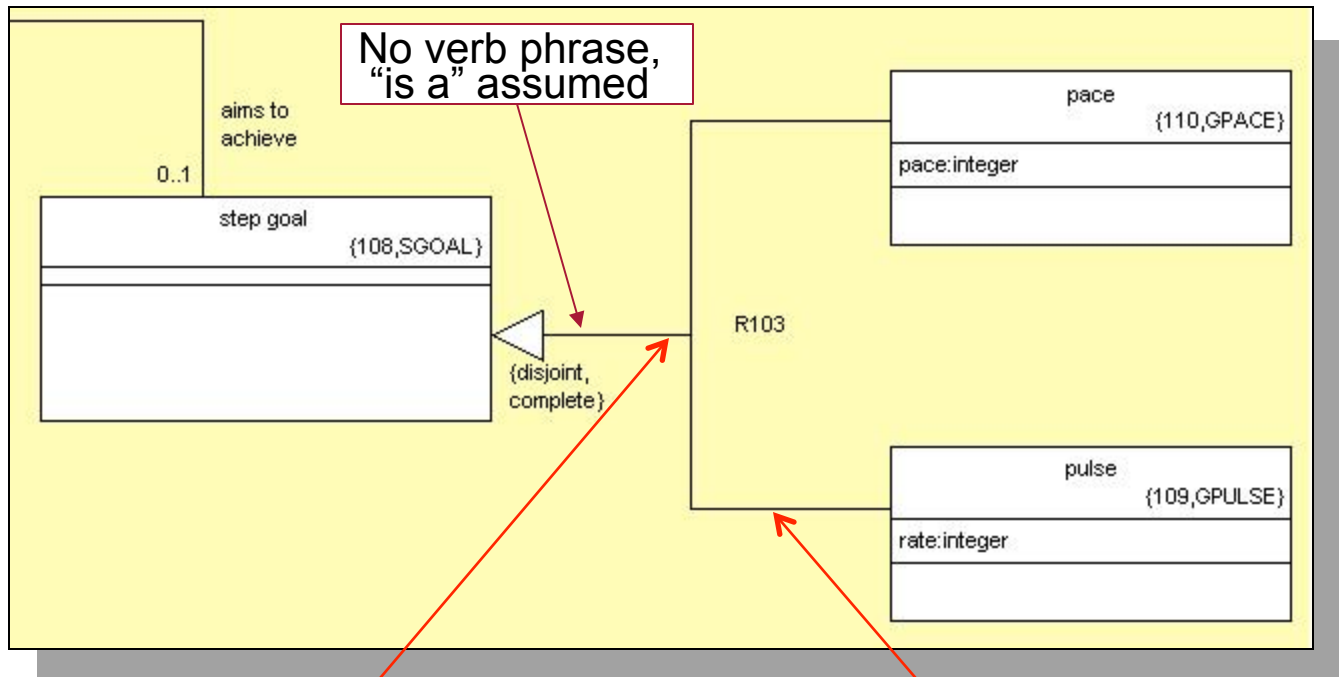 No verb phrase,
“is a” assumed
aims to
achieve
0..1
step goal
{108,SGOAL}
{disjoint,
complete}
R103
pace
{110,GPACE}
pace:integer
pulse
{109,GPULSE}
rate:integer